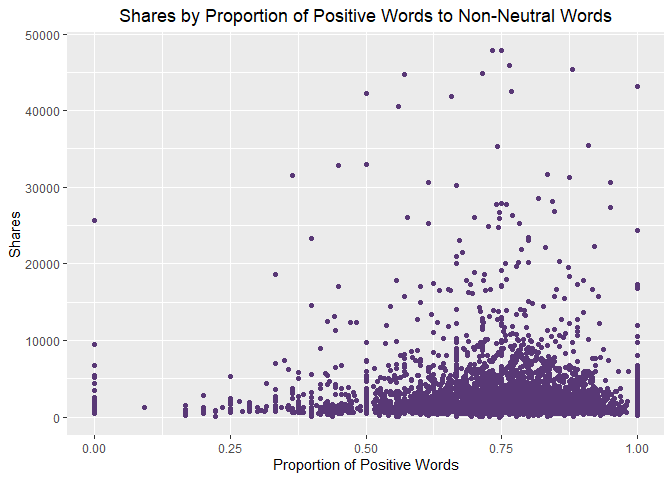 Shares by Proportion of Positive Words to Non-Neutral Words
50000
40000
30000
20000
10000
0
Shares
0.00 0.25 0.50 0.75 1.00
Proportion of Positive Words